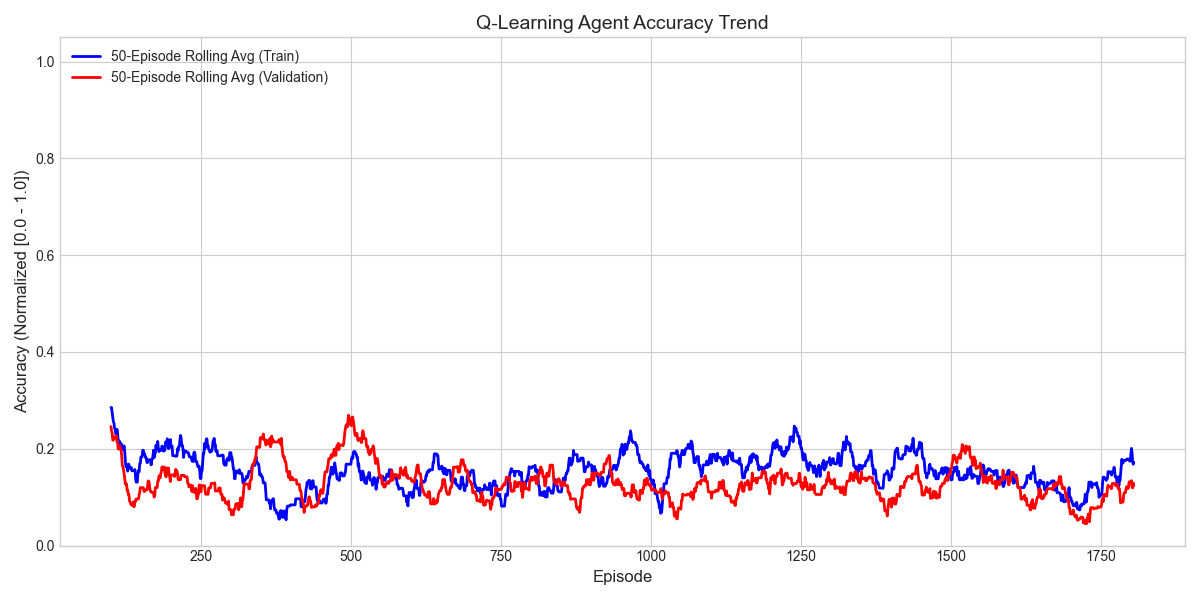 Q-Learning Agent Accuracy Trend
50-Episode Rolling Avg (Train)
50-Episode Rolling Avg (Validation)
Accuracy (Normalized [0.0 - 1.0])
1.0
0.8
0.6
0.4
0.2
0.0
250 500 750 1000 1250 1500 1750
Episode